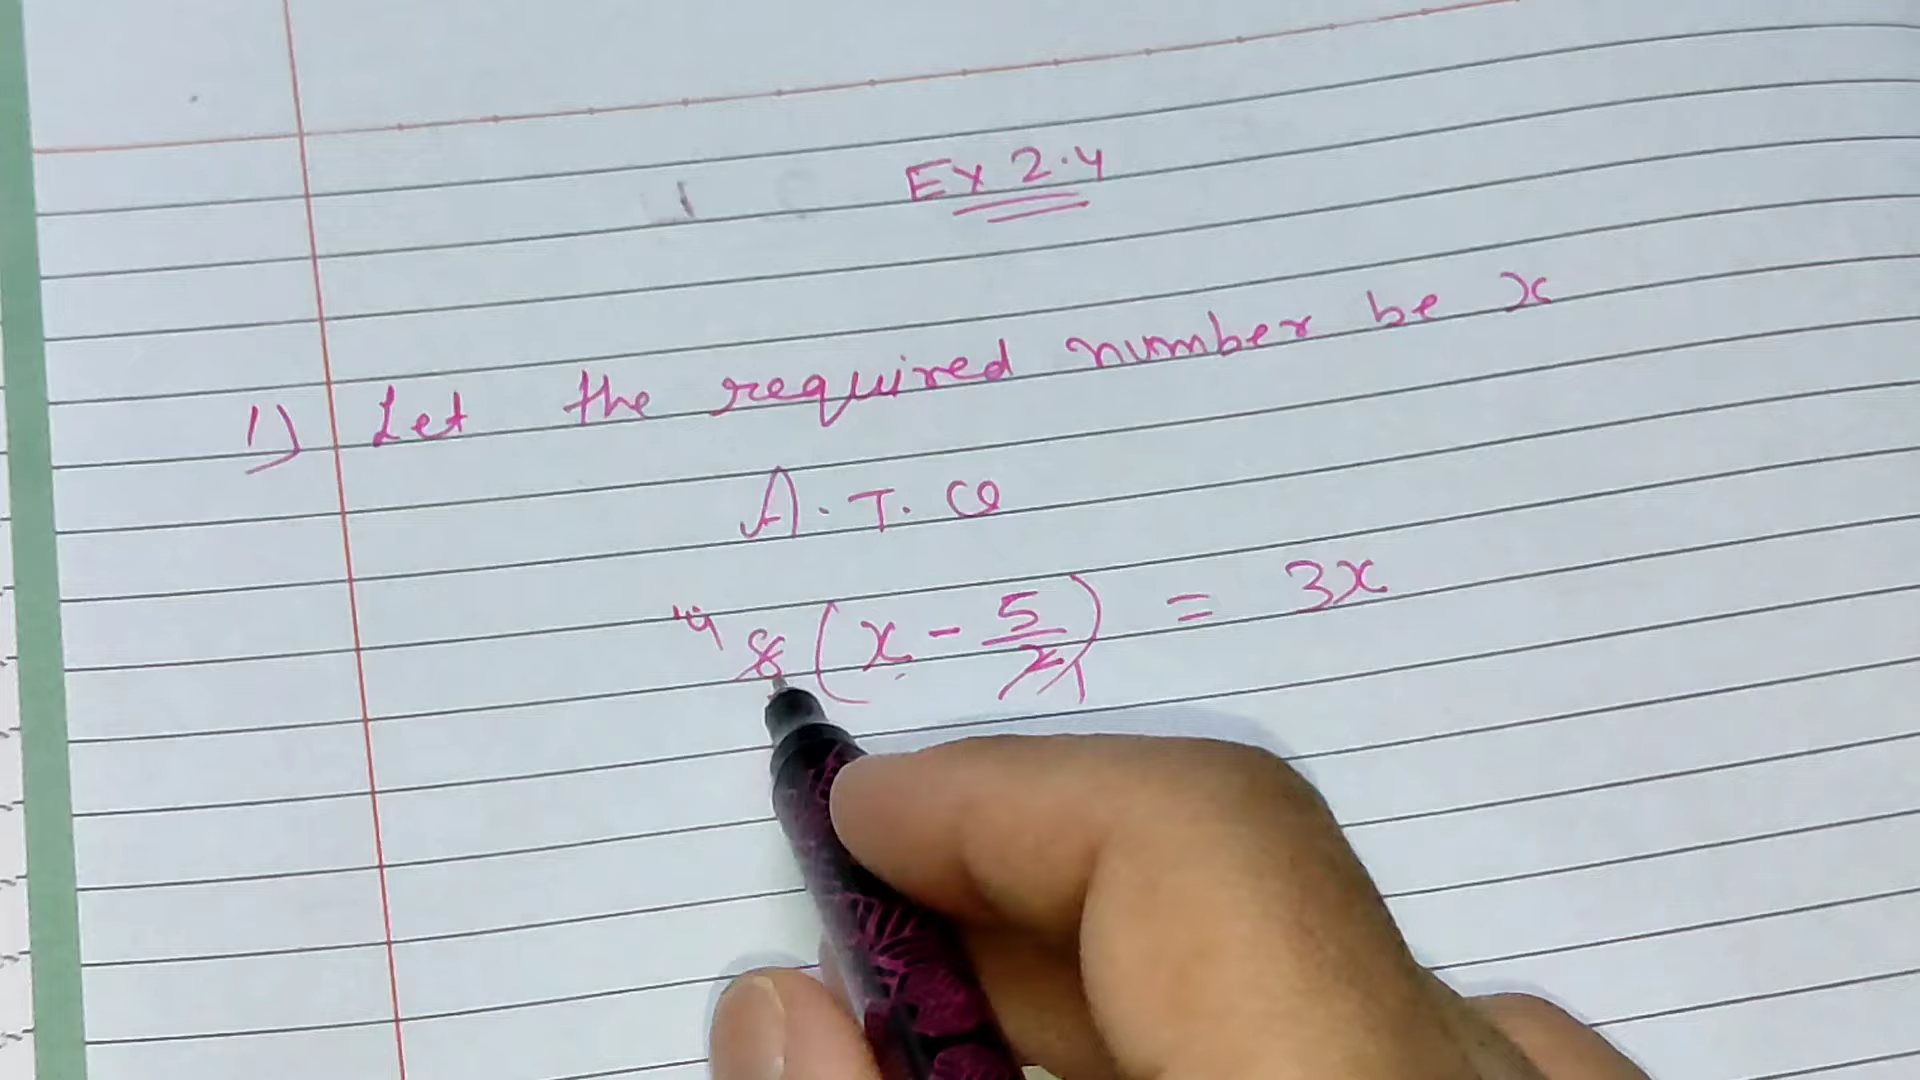 Ex 2.4
1) Let the required number be x
A.T.Q
4 8(x - 5/2) = 3x